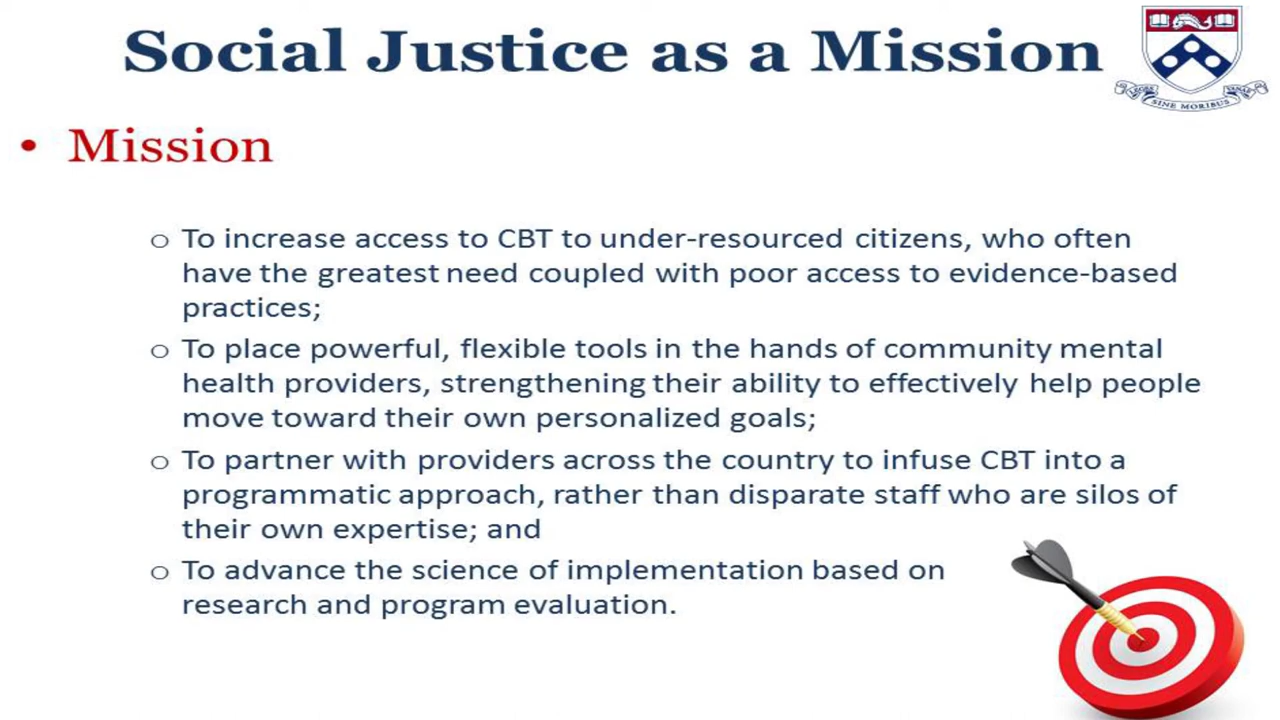 Social Justice as a Mission
LEGES SINE MORIBUS VANAE
• Mission
o To increase access to CBT to under-resourced citizens, who often
have the greatest need coupled with poor access to evidence-based
practices;
o To place powerful, flexible tools in the hands of community mental
health providers, strengthening their ability to effectively help people
move toward their own personalized goals;
o To partner with providers across the country to infuse CBT into a
programmatic approach, rather than disparate staff who are silos of
their own expertise; and
o To advance the science of implementation based on
research and program evaluation.